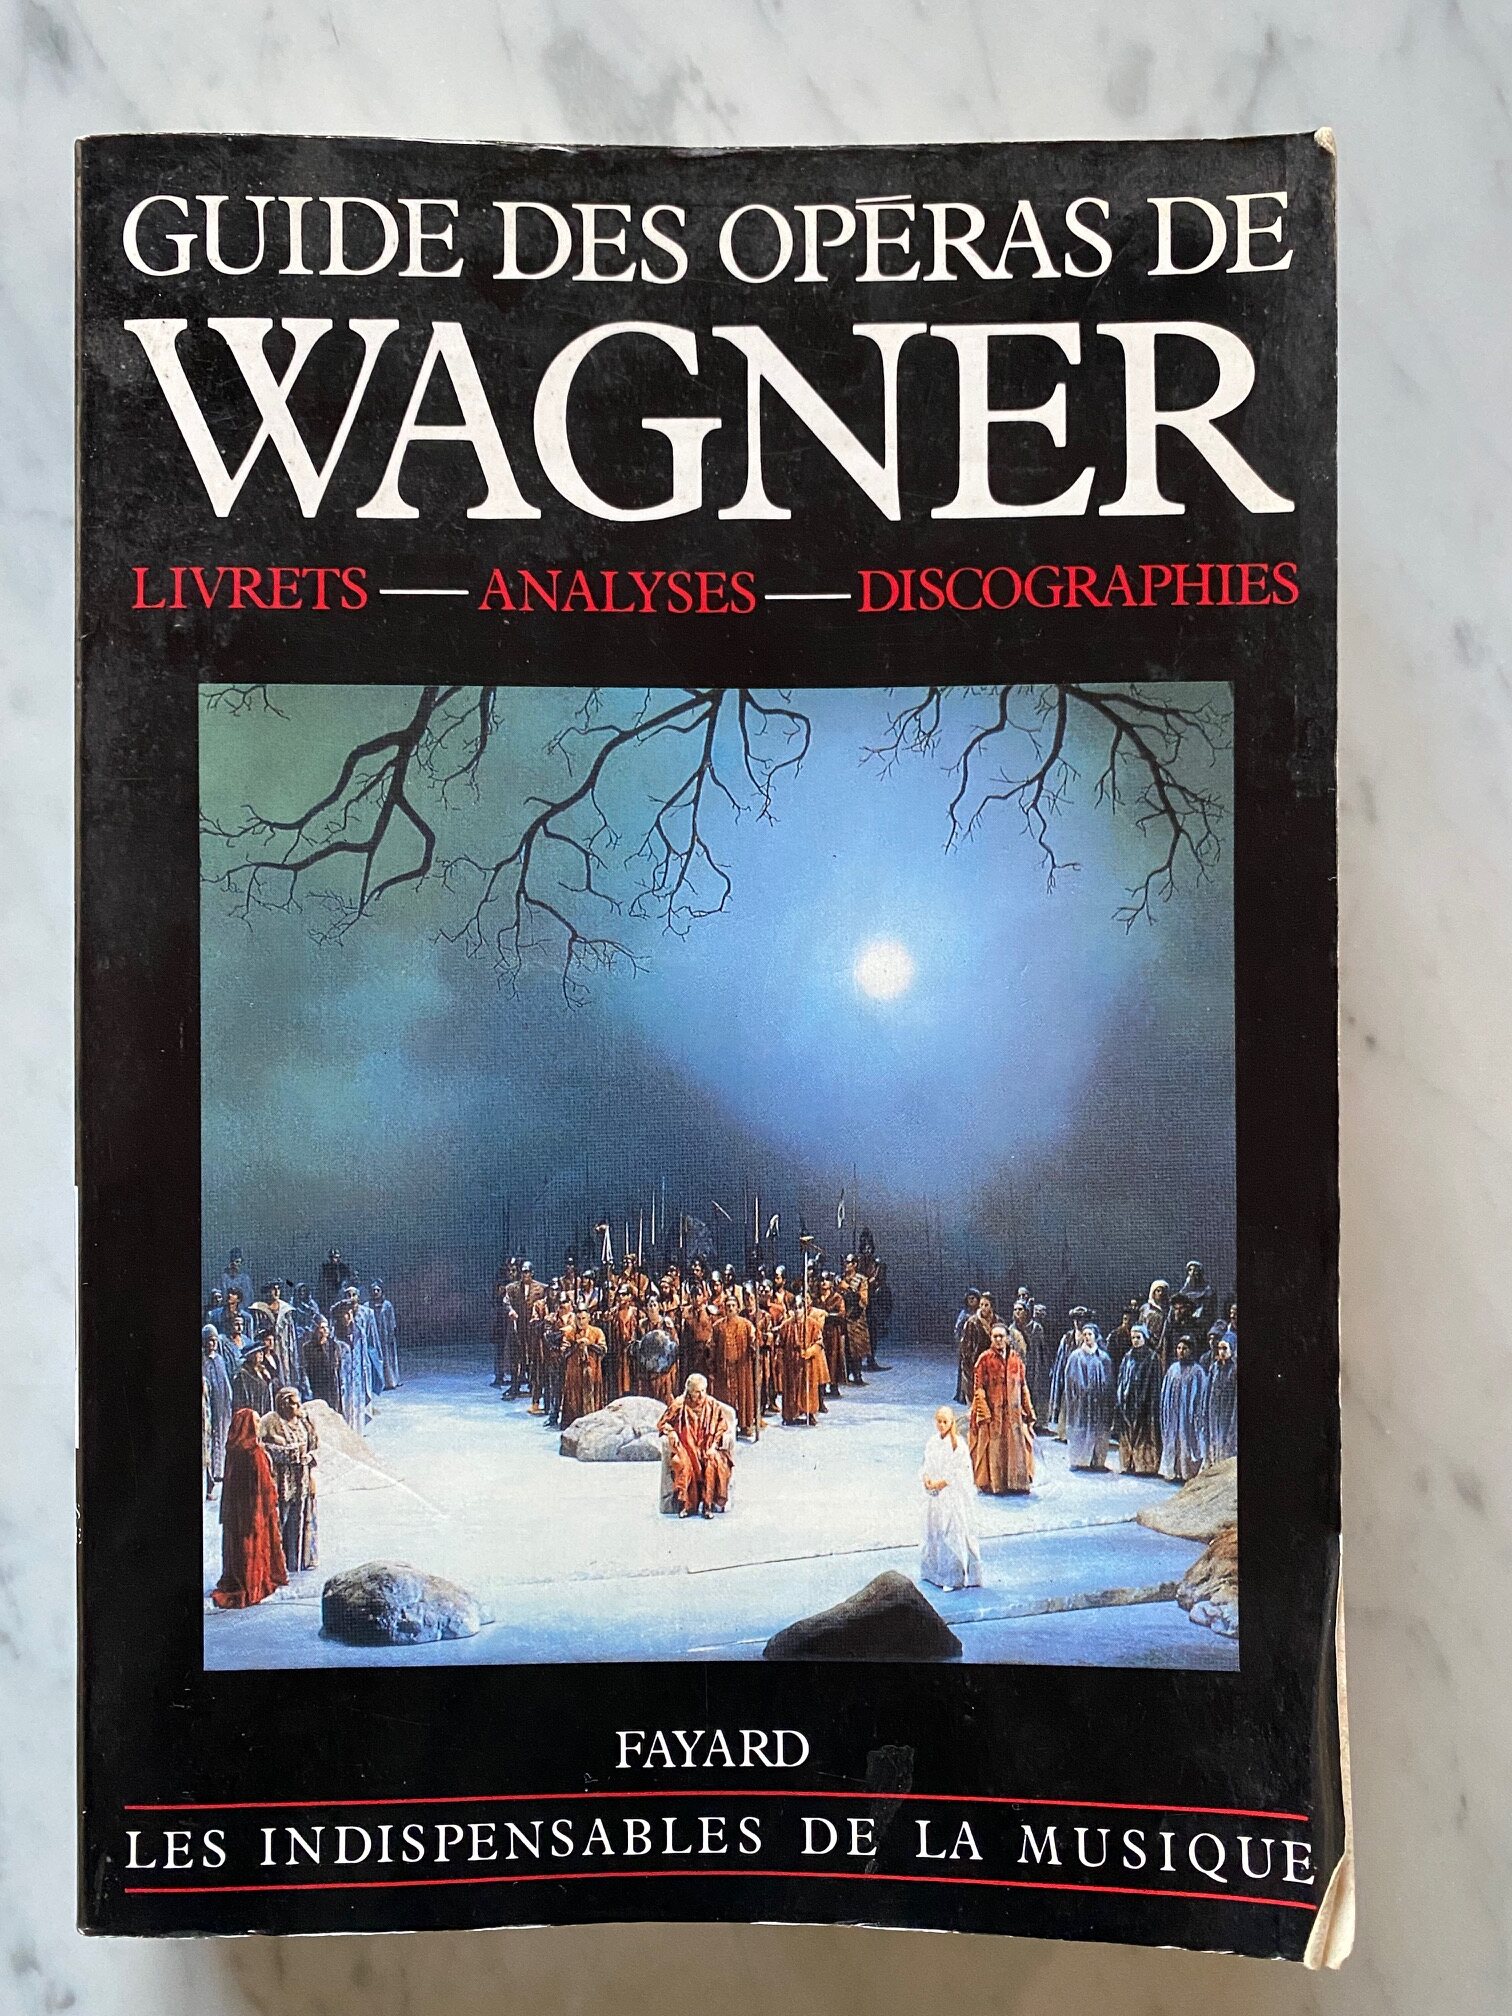 GUIDE DES OPÉRAS DE
WAGNER
LIVRETS — ANALYSES — DISCOGRAPHIES
FAYARD
LES INDISPENSABLES DE LA MUSIQUE